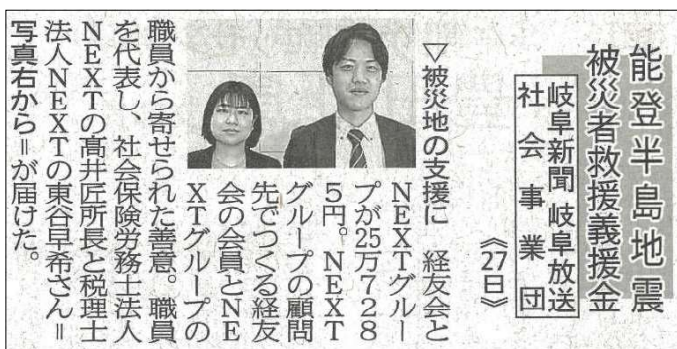 能登半島地震
被災者救援義援金
岐阜新聞 岐阜放送
社会事業団
《27日》
▽被災地の支援に　経友会と
NEXTグルー
プが25万728
5円。NEXT
グループの顧問
先でつくる経友
会の会員とNE
XTグループの
職員から寄せられた善意。職員
を代表し、社会保険労務士法人
NEXTの髙井匠所長と税理士
法人NEXTの東谷早希さん＝
写真右から＝が届けた。